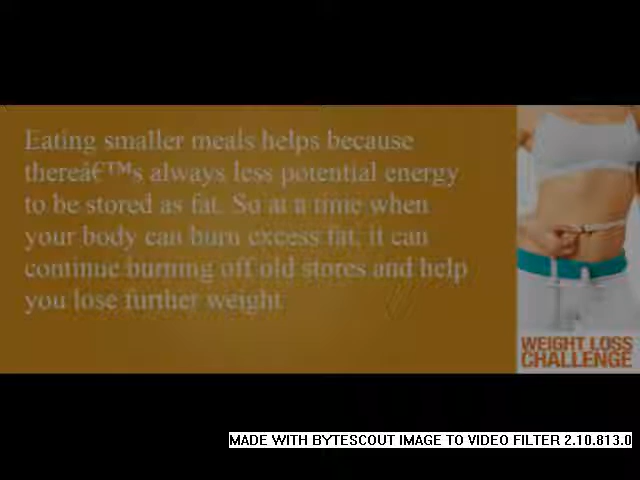 Eating smaller meals helps because
thereâ€™s always less potential energy
to be stored as fat. So at a time when
your body can burn excess fat, it can
continue burning off old stores and help
you lose further weight
WEIGHT LOSS
CHALLENGE
MADE WITH BYTESCOUT IMAGE TO VIDEO FILTER 2.10.813.0